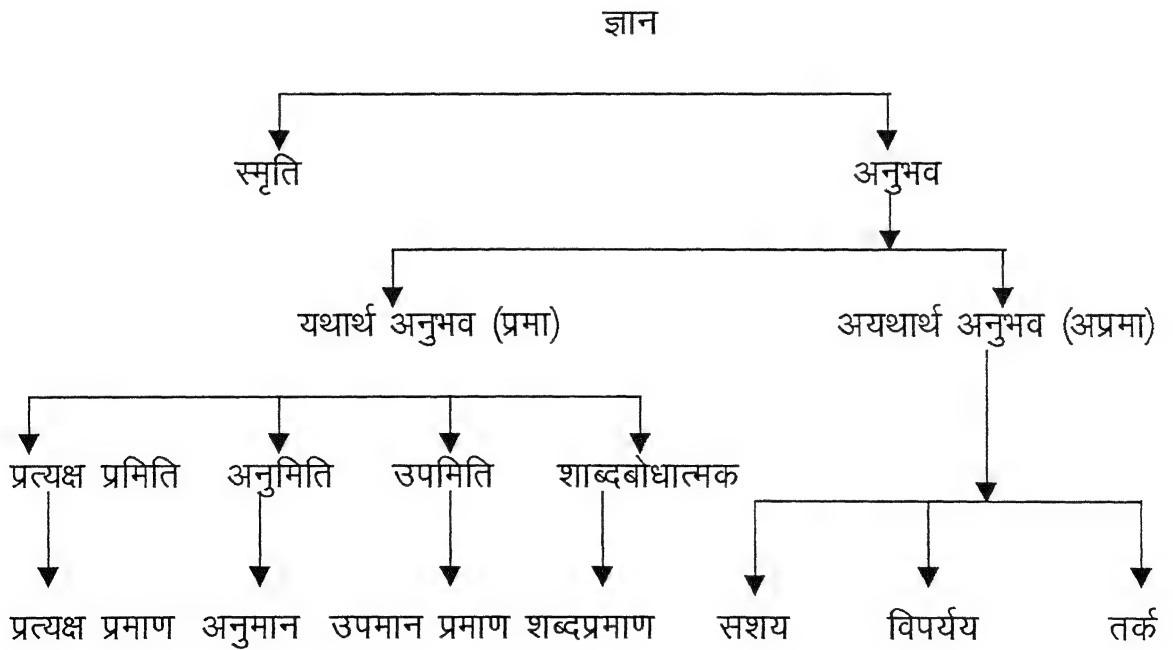 ज्ञान
स्मृति अनुभव
यथार्थ अनुभव (प्रमा) अयथार्थ अनुभव (अप्रमा)
प्रत्यक्ष प्रमिति अनुमिति उपमिति शाब्दबोधात्मक
प्रत्यक्ष प्रमाण अनुमान उपमान प्रमाण शब्दप्रमाण सशय विपर्यय तर्क